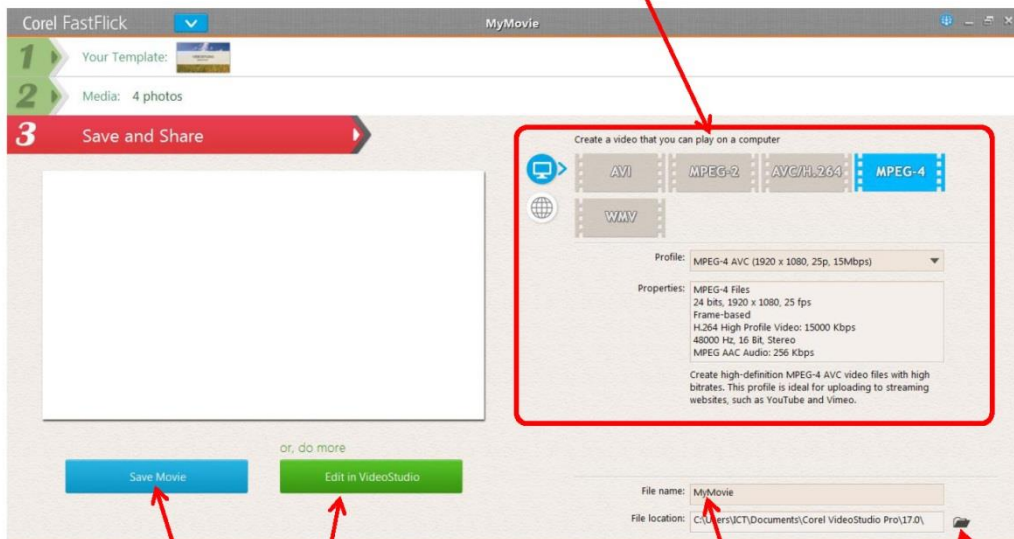 Corel FastFlick
MyMovie
1 Your Template:
2 Media: 4 photos
3 Save and Share
Create a video that you can play on a computer
AVI MPEG-2 AVC/H.264 MPEG-4
WMV
Profile: MPEG-4 AVC (1920 x 1080, 25p, 15Mbps)
Properties: MPEG-4 Files
24 bits, 1920 x 1080, 25 fps
Frame-based
H.264 High Profile Video: 15000 Kbps
48000 Hz, 16 Bit, Stereo
MPEG AAC Audio: 256 Kbps
Create high-definition MPEG-4 AVC video files with high
bitrates. This profile is ideal for uploading to streaming
websites, such as YouTube and Vimeo.
or, do more
Save Movie
Edit in VideoStudio
File name: MyMovie
File location: C:\Users\ICT\Documents\Corel VideoStudio Pro\17.0\